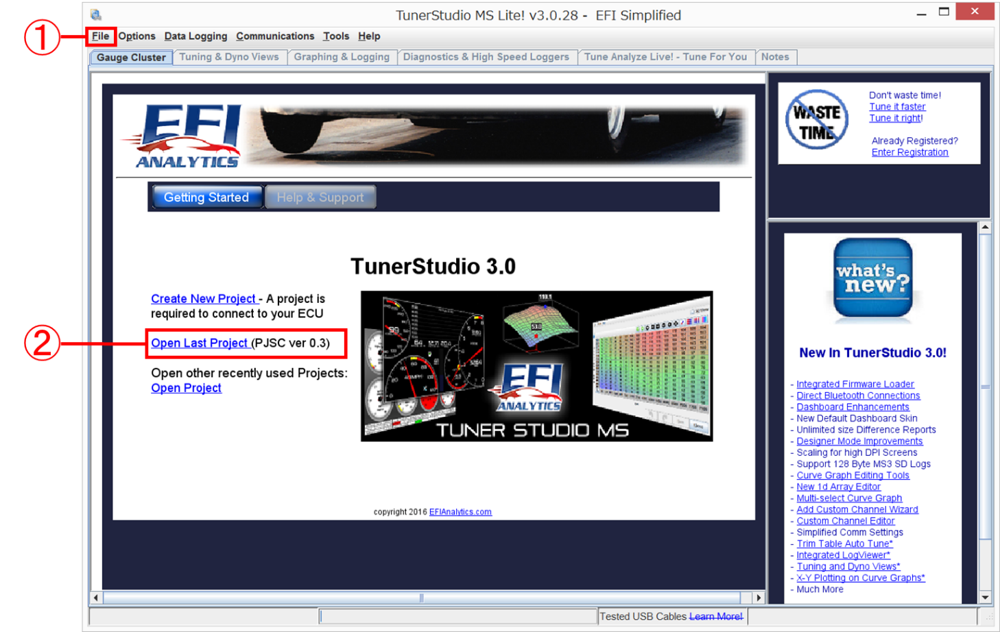 TunerStudio MS Lite! v3.0.28 - EFI Simplified
①
File Options Data Logging Communications Tools Help
Gauge Cluster Tuning & Dyno Views Graphing & Logging Diagnostics & High Speed Loggers Tune Analyze Live! - Tune For You Notes
EFI
ANALYTICS
Getting Started Help & Support
TunerStudio 3.0
Create New Project - A project is
required to connect to your ECU
②
Open Last Project (PJSC ver 0.3)
Open other recently used Projects:
Open Project
EFI
ANALYTICS
TUNER STUDIO MS
copyright 2016 EFIAnalytics.com
WASTE
TIME
Don't waste time!
Tune it faster
Tune it right!
Already Registered?
Enter Registration
what's
new?
New In TunerStudio 3.0!
- Integrated Firmware Loader
- Direct Bluetooth Connections
- Dashboard Enhancements
- New Default Dashboard Skin
- Unlimited size Difference Reports
- Designer Mode Improvements
- Scaling for high DPI Screens
- Support 128 Byte MS3 SD Logs
- Curve Graph Editing Tools
- New 1d Array Editor
- Multi-select Curve Graph
- Add Custom Channel Wizard
- Custom Channel Editor
- Simplified Comm Settings
- Trim Table Auto Tune*
- Integrated LogViewer*
- Tuning and Dyno Views*
- X-Y Plotting on Curve Graphs*
- Much More
Tested USB Cables Learn More!